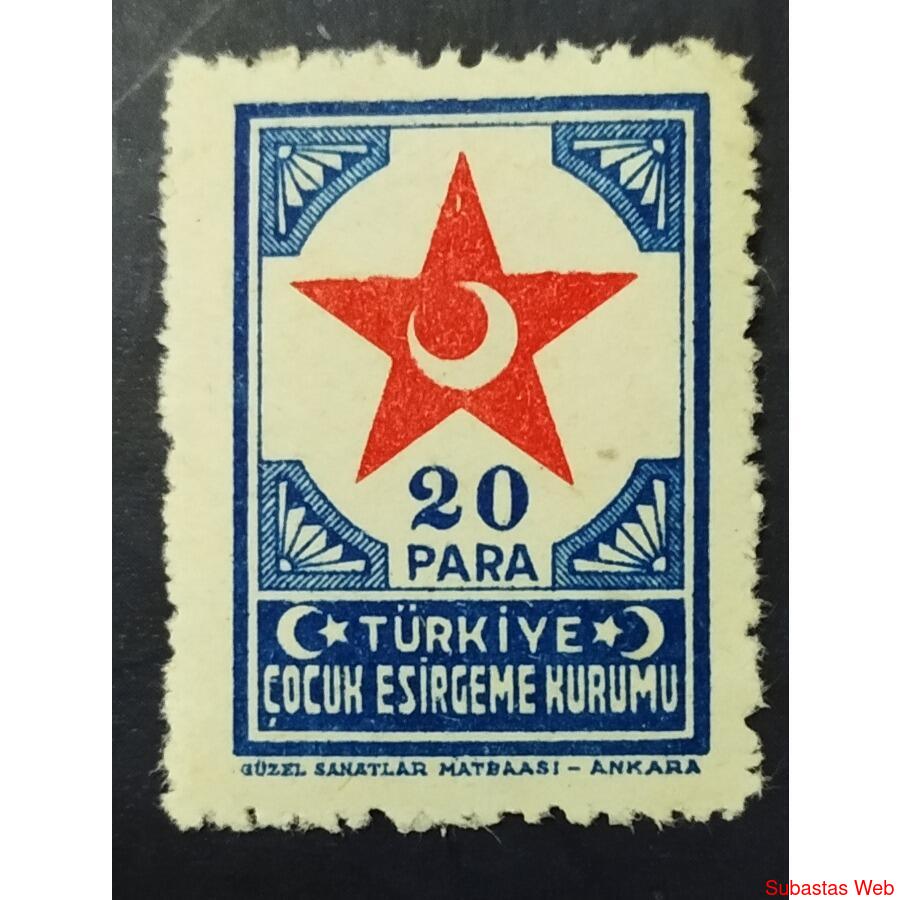 20
PARA
TÜRKİYE
ÇOCUK ESİRGEME KURUMU
GÜZEL SANATLAR MATBAASI – ANKARA
Subastas Web